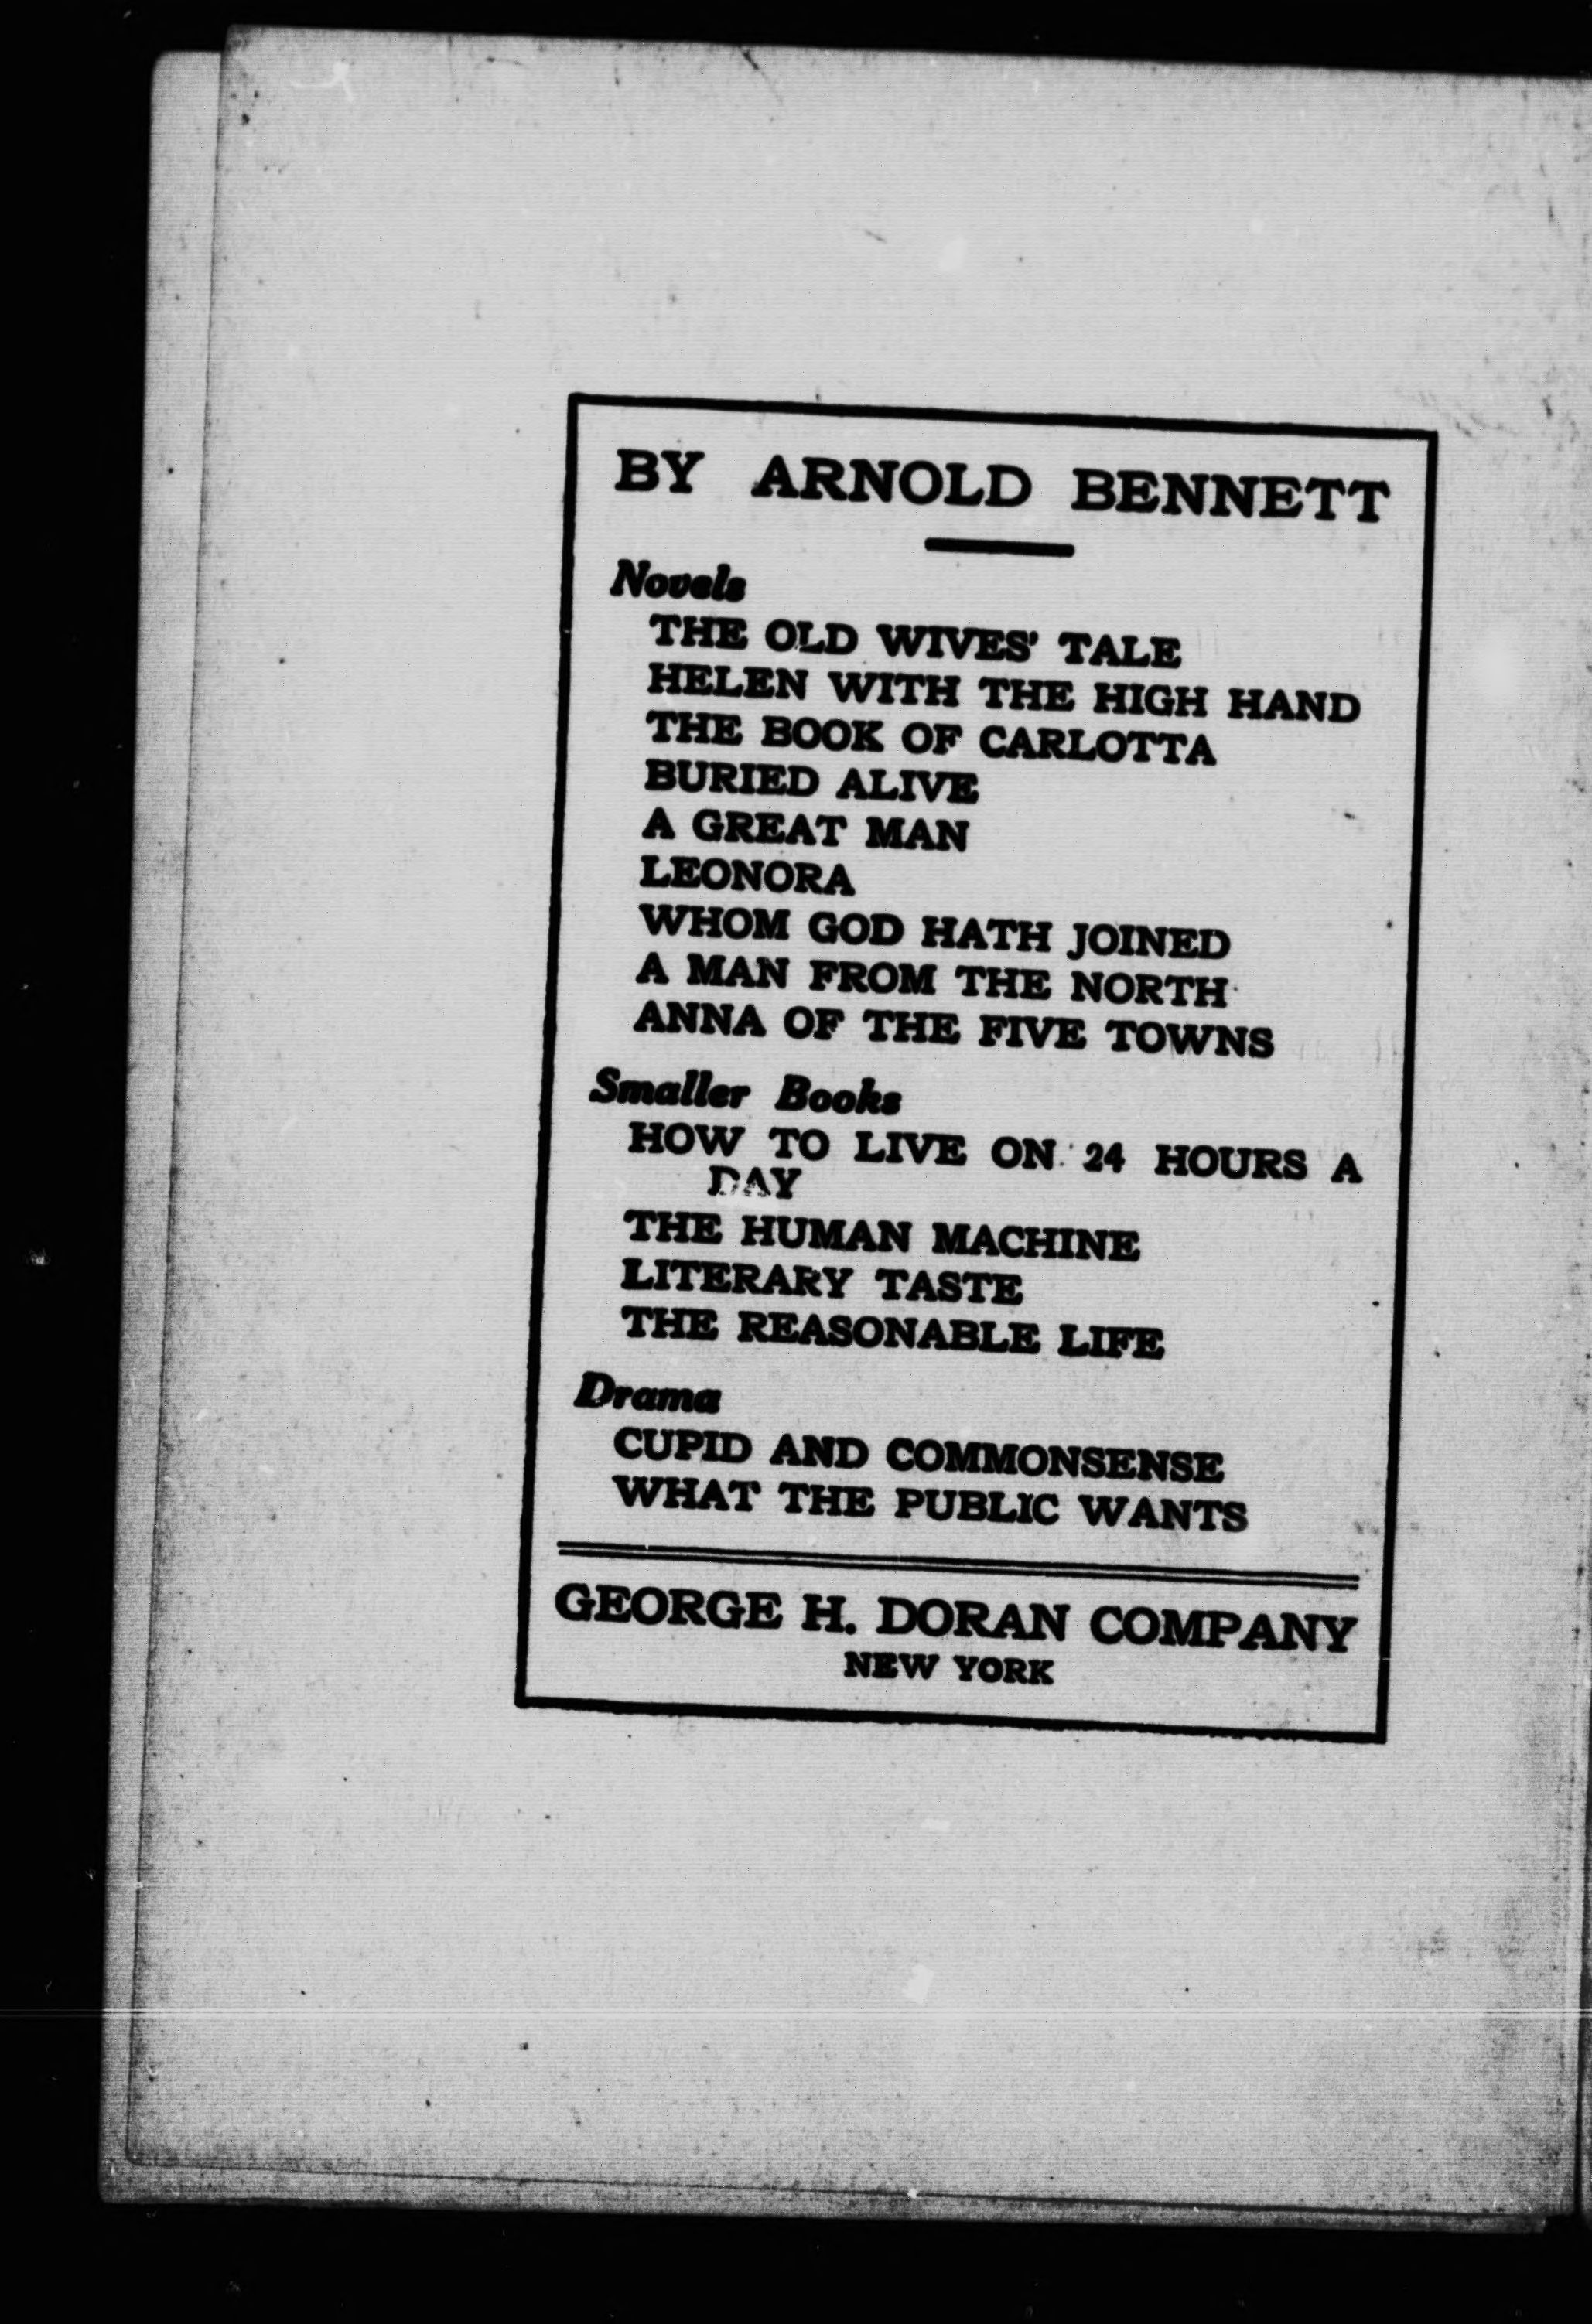 BY ARNOLD BENNETT
Novels
THE OLD WIVES' TALE
HELEN WITH THE HIGH HAND
THE BOOK OF CARLOTTA
BURIED ALIVE
A GREAT MAN
LEONORA
WHOM GOD HATH JOINED
A MAN FROM THE NORTH
ANNA OF THE FIVE TOWNS
Smaller Books
HOW TO LIVE ON 24 HOURS A
DAY
THE HUMAN MACHINE
LITERARY TASTE
THE REASONABLE LIFE
Drama
CUPID AND COMMONSENSE
WHAT THE PUBLIC WANTS
GEORGE H. DORAN COMPANY
NEW YORK